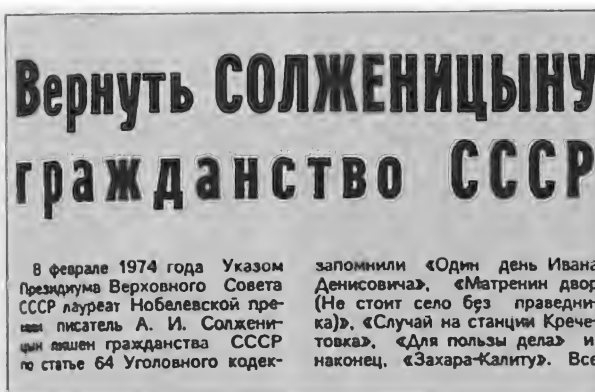 Вернуть СОЛЖЕНИЦЫНУ
гражданство СССР
В феврале 1974 года Указом
Президиума Верховного Совета
СССР лауреат Нобелевской пре-
мии писатель А. И. Солжени-
цын лишен гражданства СССР
по статье 64 Уголовного кодек-
запомнили «Один день Ивана
Денисовича», «Матренин двор
(Не стоит село без праведни-
ка)», «Случай на станции Крече-
товка», «Для пользы дела» и
наконец, «Захара-Калиту». Все